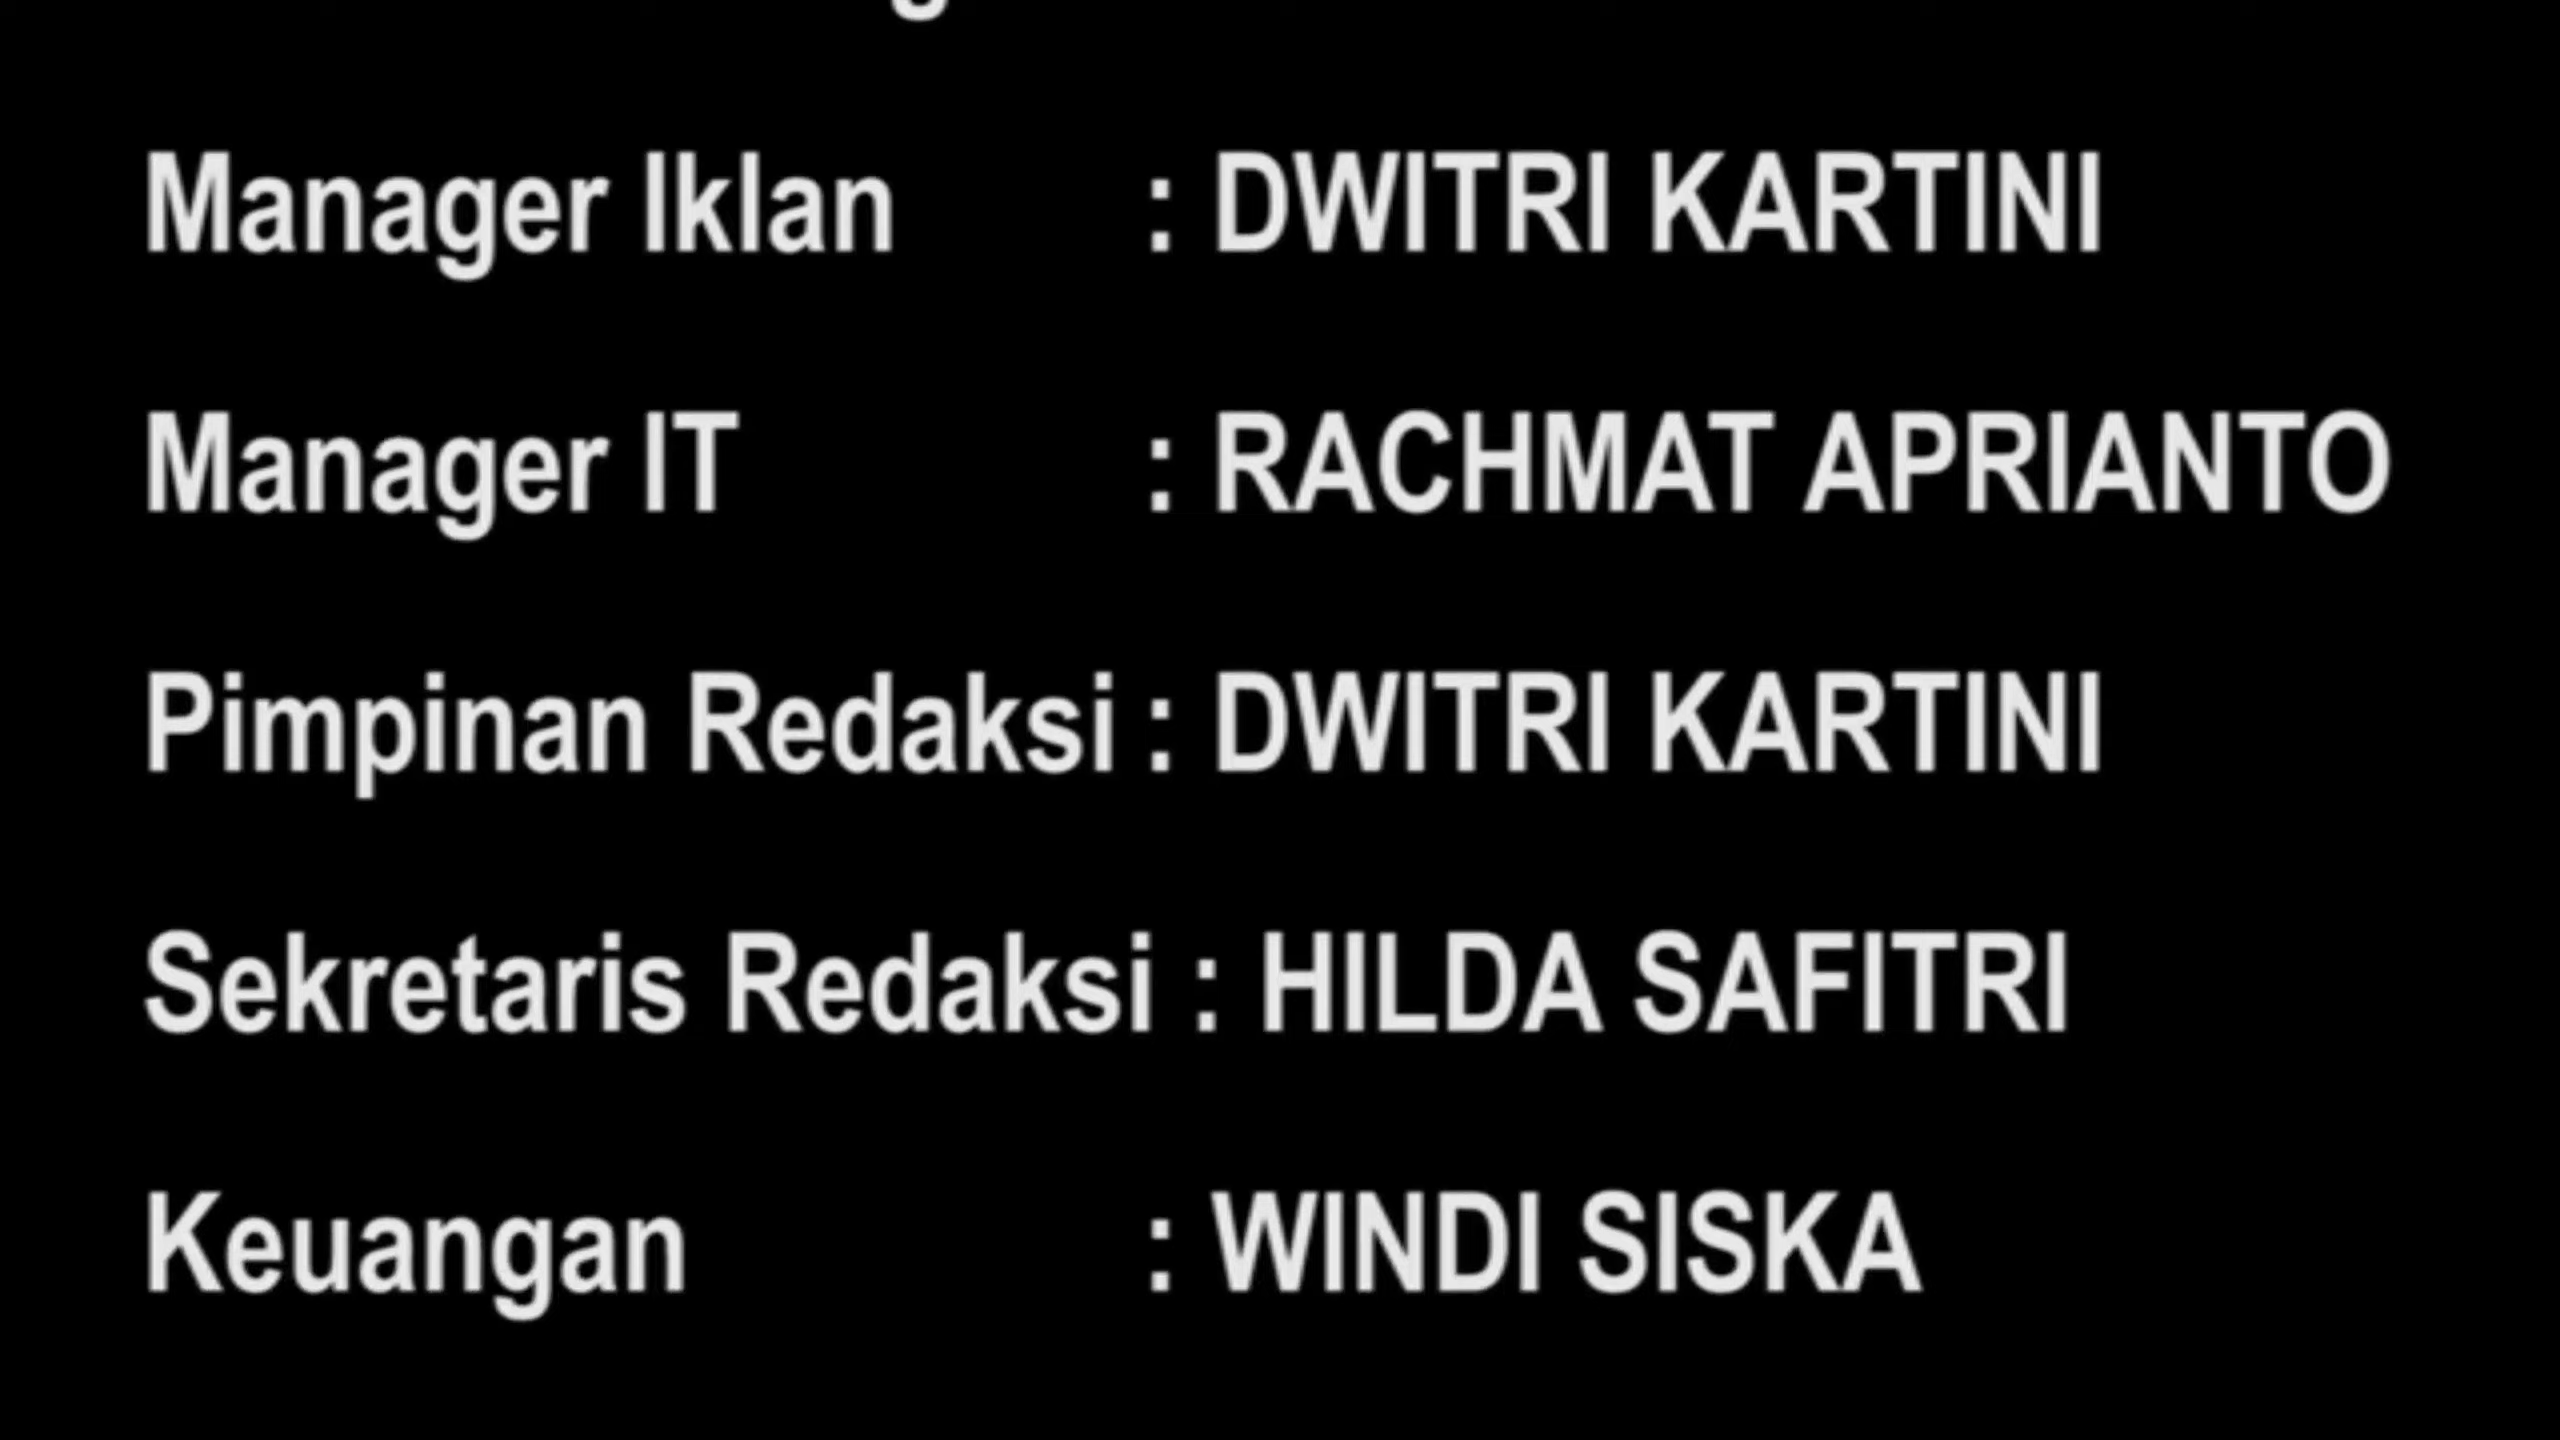 Manager Iklan : DWITRI KARTINI
Manager IT : RACHMAT APRIANTO
Pimpinan Redaksi : DWITRI KARTINI
Sekretaris Redaksi : HILDA SAFITRI
Keuangan : WINDI SISKA